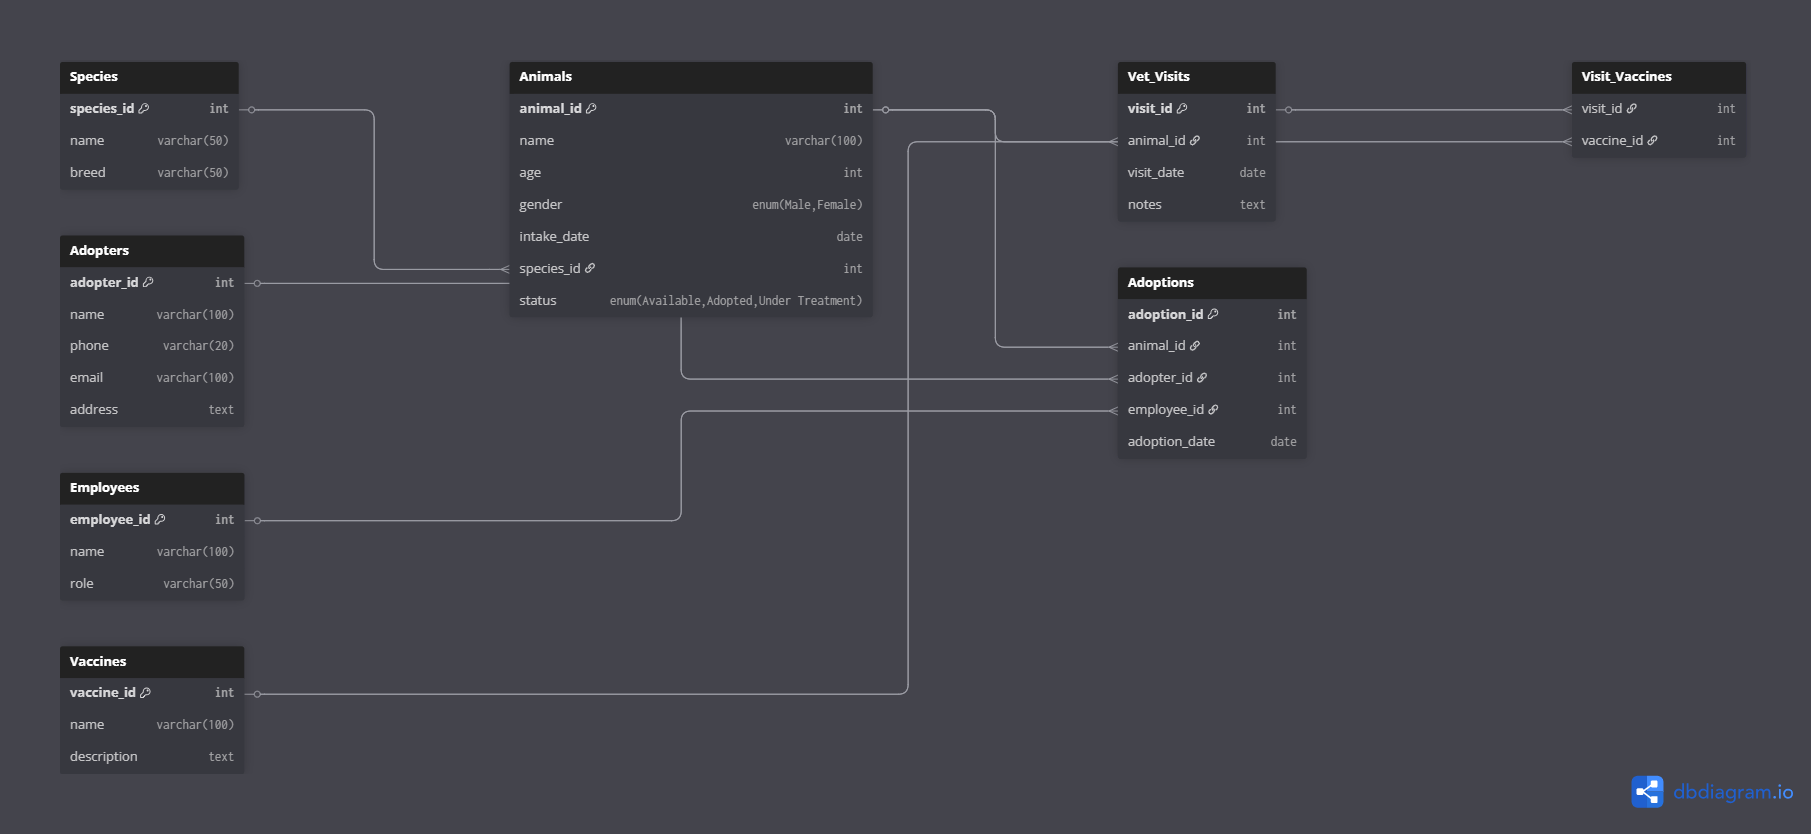 Species
species_id int
name varchar(50)
breed varchar(50)
Adopters
adopter_id int
name varchar(100)
phone varchar(20)
email varchar(100)
address text
Employees
employee_id int
name varchar(100)
role varchar(50)
Vaccines
vaccine_id int
name varchar(100)
description text
Animals
animal_id int
name varchar(100)
age int
gender enum(Male,Female)
intake_date date
species_id int
status enum(Available,Adopted,Under Treatment)
Vet_Visits
visit_id int
animal_id int
visit_date date
notes text
Adoptions
adoption_id int
animal_id int
adopter_id int
employee_id int
adoption_date date
Visit_Vaccines
visit_id int
vaccine_id int
dbdiagram.io